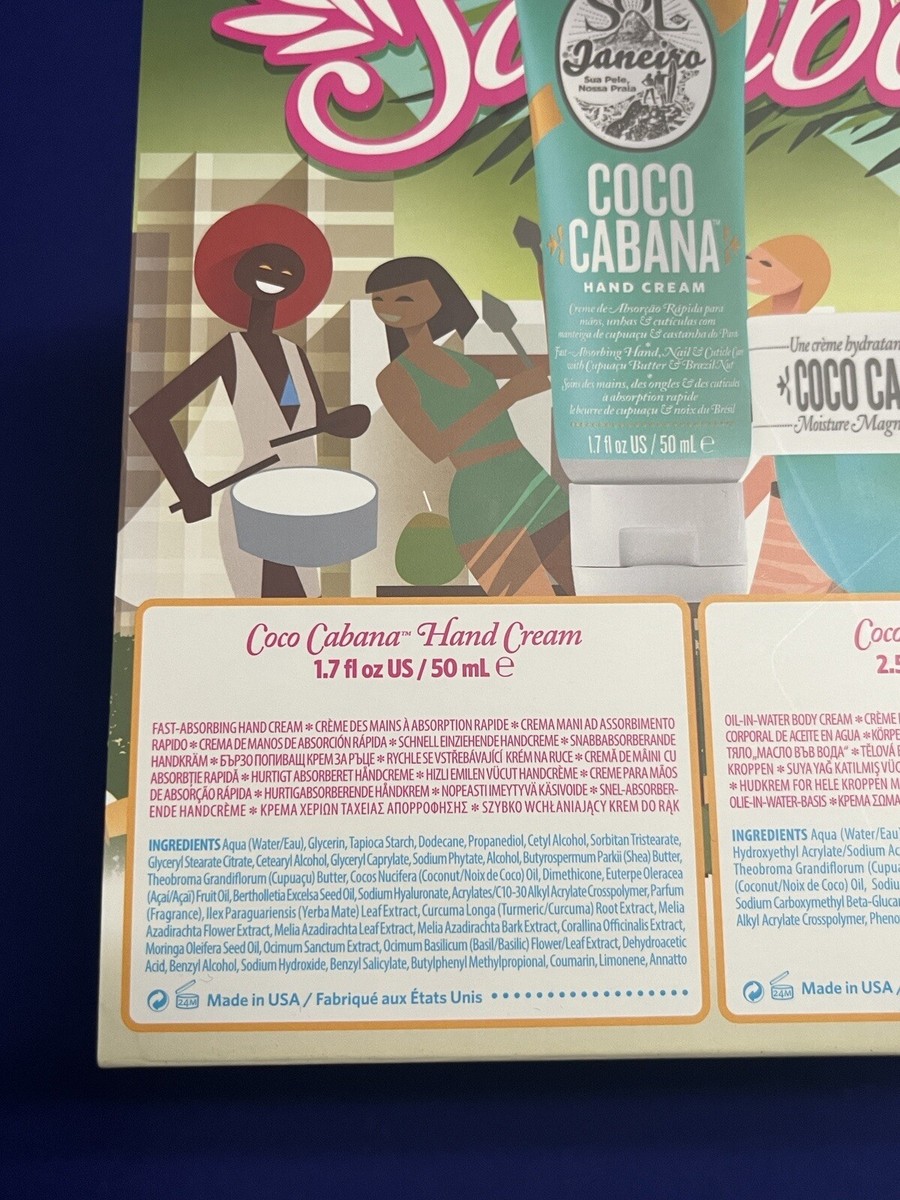 SOL
Janeiro
Sua Pele,
Nossa Praia
COCO
CABANA™
HAND CREAM
Creme de Absorção Rápida para
mãos, unhas & cutículas com
manteiga de cupuaçu & castanha do Pará
Fast-Absorbing Hand, Nail & Cuticle Care
with Cupuaçu Butter & Brazil Nut
Soins des mains, des ongles & des cuticules
à absorption rapide
le beurre de cupuaçu & noix du Brésil
1.7 fl oz US / 50 mL ℮
Une crème hydratan
COCO CA
Moisture Magn
Coco Cabana™ Hand Cream
1.7 fl oz US / 50 mL ℮
FAST-ABSORBING HAND CREAM * CRÈME DES MAINS À ABSORPTION RAPIDE * CREMA MANI AD ASSORBIMENTO
RAPIDO * CREMA DE MANOS DE ABSORCIÓN RÁPIDA * SCHNELL EINZIEHENDE HANDCREME * SNABBABSORBERANDE
HANDKRÄM * БЪРЗО ПОПИВАЩ КРЕМ ЗА РЪЦЕ * RYCHLE SE VSTŘEBÁVAJÍCÍ KRÉM NA RUCE * CREMĂ DE MÂINI CU
ABSORBȚIE RAPIDĂ * HURTIGT ABSORBERET HÅNDCREME * HIZLI EMILEN VÜCUT HANDCRÈME * CREME PARA MÃOS
DE ABSORÇÃO RÁPIDA * HURTIGABSORBERENDE HÅNDKREM * NOPEASTI IMEYTYVÄ KÄSIVOIDE * SNEL-ABSORBER-
ENDE HANDCRÈME * ΚΡΕΜΑ ΧΕΡΙΩΝ ΤΑΧΕΙΑΣ ΑΠΟΡΡΟΦΗΣΗΣ * SZYBKO WCHŁANIAJĄCY KREM DO RĄK
INGREDIENTS Aqua (Water/Eau), Glycerin, Tapioca Starch, Dodecane, Propanediol, Cetyl Alcohol, Sorbitan Tristearate,
Glyceryl Stearate Citrate, Cetearyl Alcohol, Glyceryl Caprylate, Sodium Phytate, Alcohol, Butyrospermum Parkii (Shea) Butter,
Theobroma Grandiflorum (Cupuaçu) Butter, Cocos Nucifera (Coconut/Noix de Coco) Oil, Dimethicone, Euterpe Oleracea
(Açaí/Açai) Fruit Oil, Bertholletia Excelsa Seed Oil, Sodium Hyaluronate, Acrylates/C10-30 Alkyl Acrylate Crosspolymer, Parfum
(Fragrance), Ilex Paraguariensis (Yerba Mate) Leaf Extract, Curcuma Longa (Turmeric/Curcuma) Root Extract, Melia
Azadirachta Flower Extract, Melia Azadirachta Leaf Extract, Melia Azadirachta Bark Extract, Corallina Officinalis Extract,
Moringa Oleifera Seed Oil, Ocimum Sanctum Extract, Ocimum Basilicum (Basil/Basilic) Flower/Leaf Extract, Dehydroacetic
Acid, Benzyl Alcohol, Sodium Hydroxide, Benzyl Salicylate, Butylphenyl Methylpropional, Coumarin, Limonene, Annatto
24M Made in USA / Fabriqué aux États Unis
Coco
2.5
OIL-IN-WATER BODY CREAM * CRÈME
CORPORAL DE ACEITE EN AGUA * KÖRPE
ТЯЛО „МАСЛО ВЪВ ВОДА“ * TĚLOVÁ
KROPPEN * SUYA YAĞ KATILMIŞ VÜC
* HUDKREM FOR HELE KROPPEN M
OLIE-IN-WATER-BASIS * ΚΡΕΜΑ ΣΩΜΑ
INGREDIENTS Aqua (Water/Eau
Hydroxyethyl Acrylate/Sodium Ac
Theobroma Grandiflorum (Cupua
(Coconut/Noix de Coco) Oil, Sodiu
Sodium Carboxymethyl Beta-Glucan
Alkyl Acrylate Crosspolymer, Pheno
24M Made in USA /